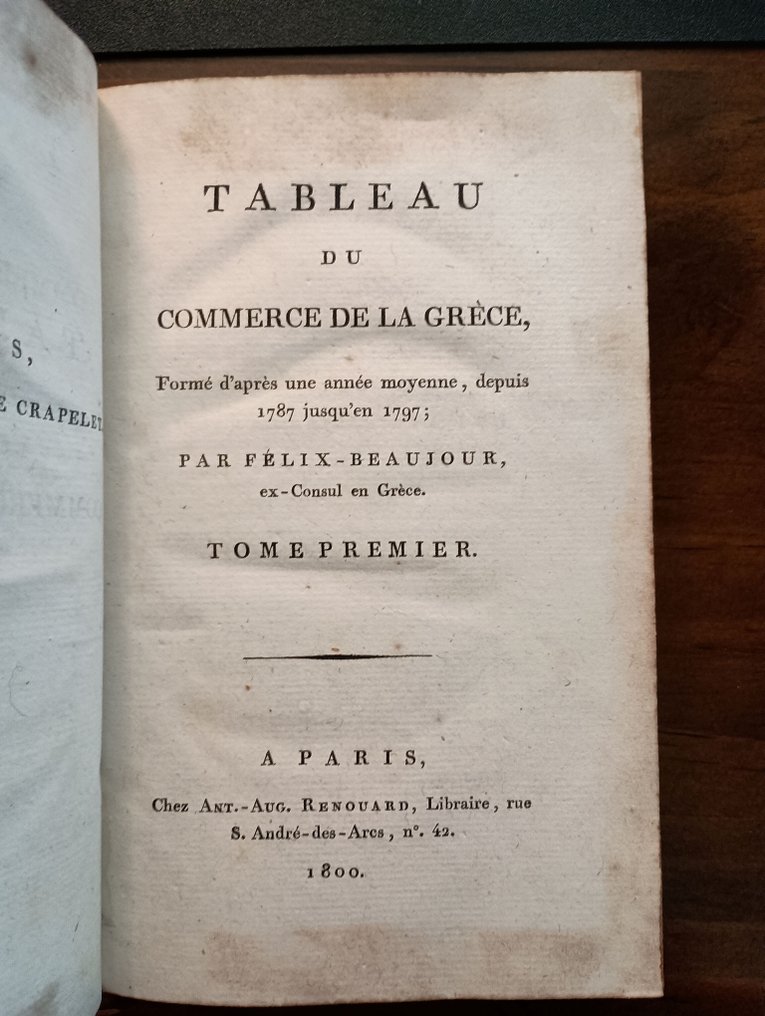 S,
E CRAPELET
TABLEAU
DU
COMMERCE DE LA GRÈCE,
Formé d'après une année moyenne, depuis
1787 jusqu'en 1797;
PAR FÉLIX-BEAUJOUR,
ex-Consul en Grèce.
TOME PREMIER.
A PARIS,
Chez ANT.-AUG. RENOUARD, Libraire, rue
S. André-des-Arcs, n°. 42.
1800.